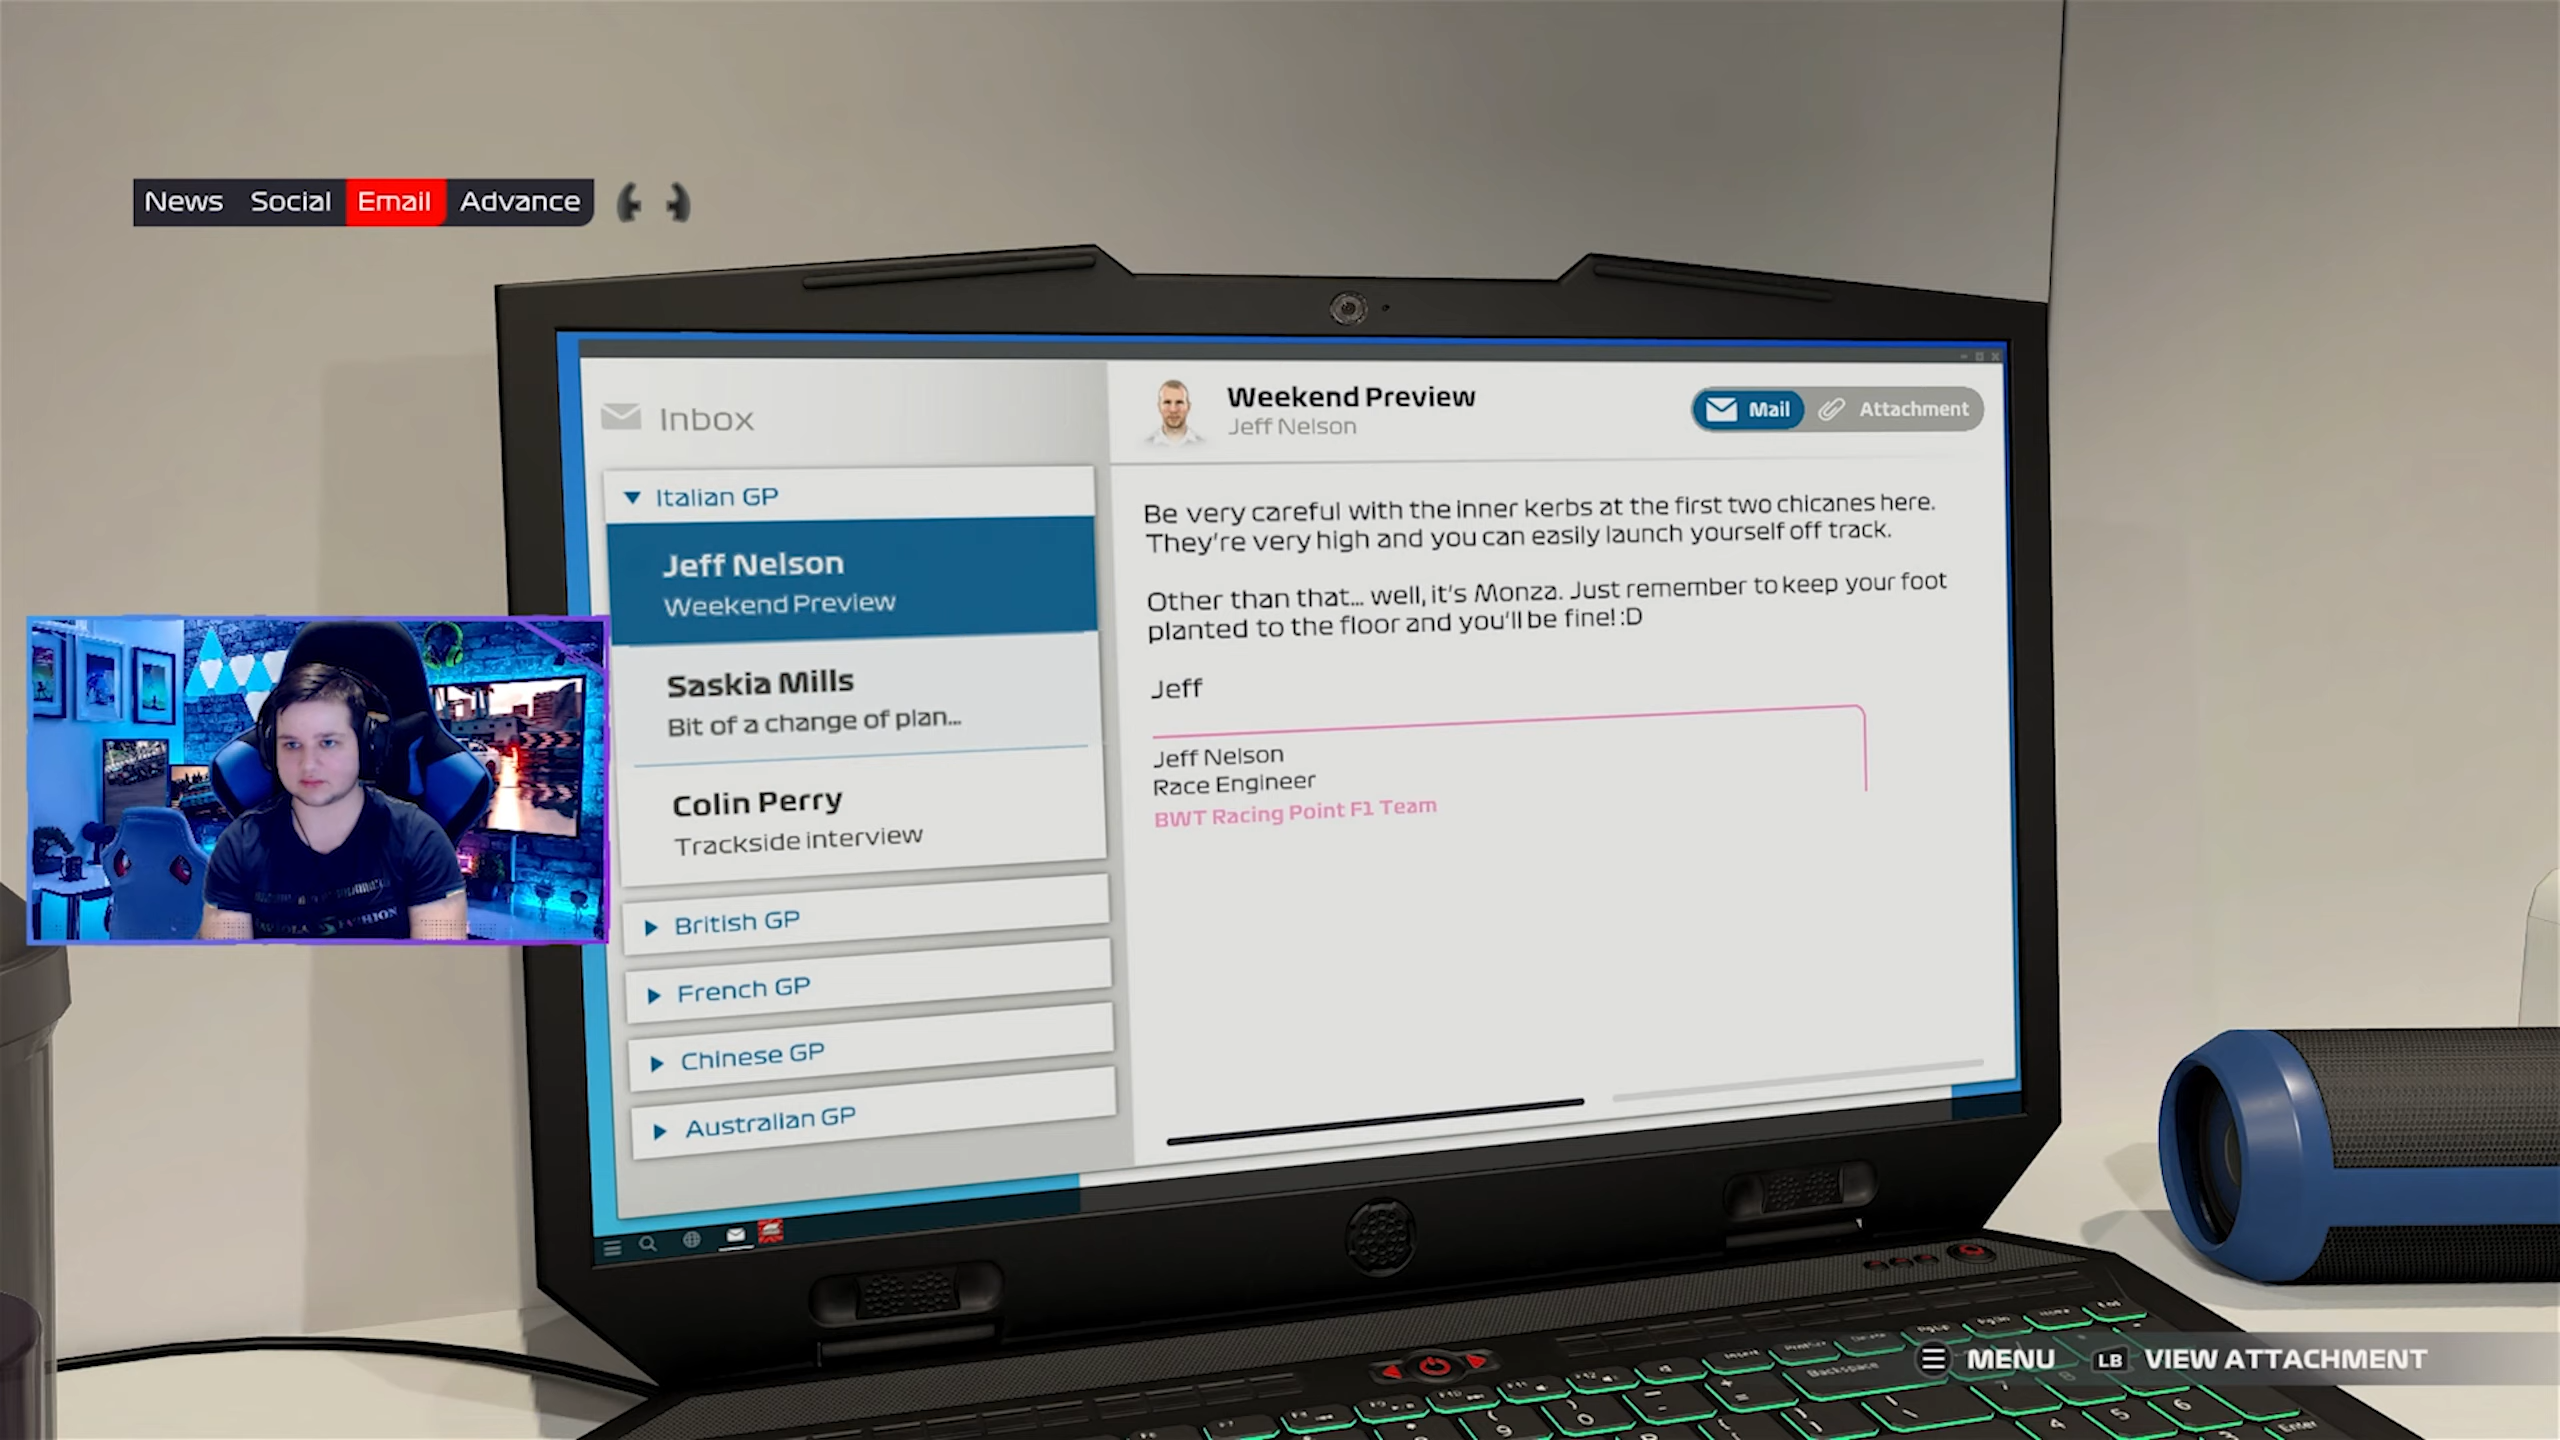 News Social Email Advance
Inbox
Italian GP
Jeff Nelson
Weekend Preview
Saskia Mills
Bit of a change of plan...
Colin Perry
Trackside interview
British GP
French GP
Chinese GP
Australian GP
Weekend Preview
Jeff Nelson
Mail
Attachment
Be very careful with the inner kerbs at the first two chicanes here.
They're very high and you can easily launch yourself off track.
Other than that... well, it's Monza. Just remember to keep your foot
planted to the floor and you'll be fine! :D
Jeff
Jeff Nelson
Race Engineer
BWT Racing Point F1 Team
MENU LB VIEW ATTACHMENT
Backspace
Enter